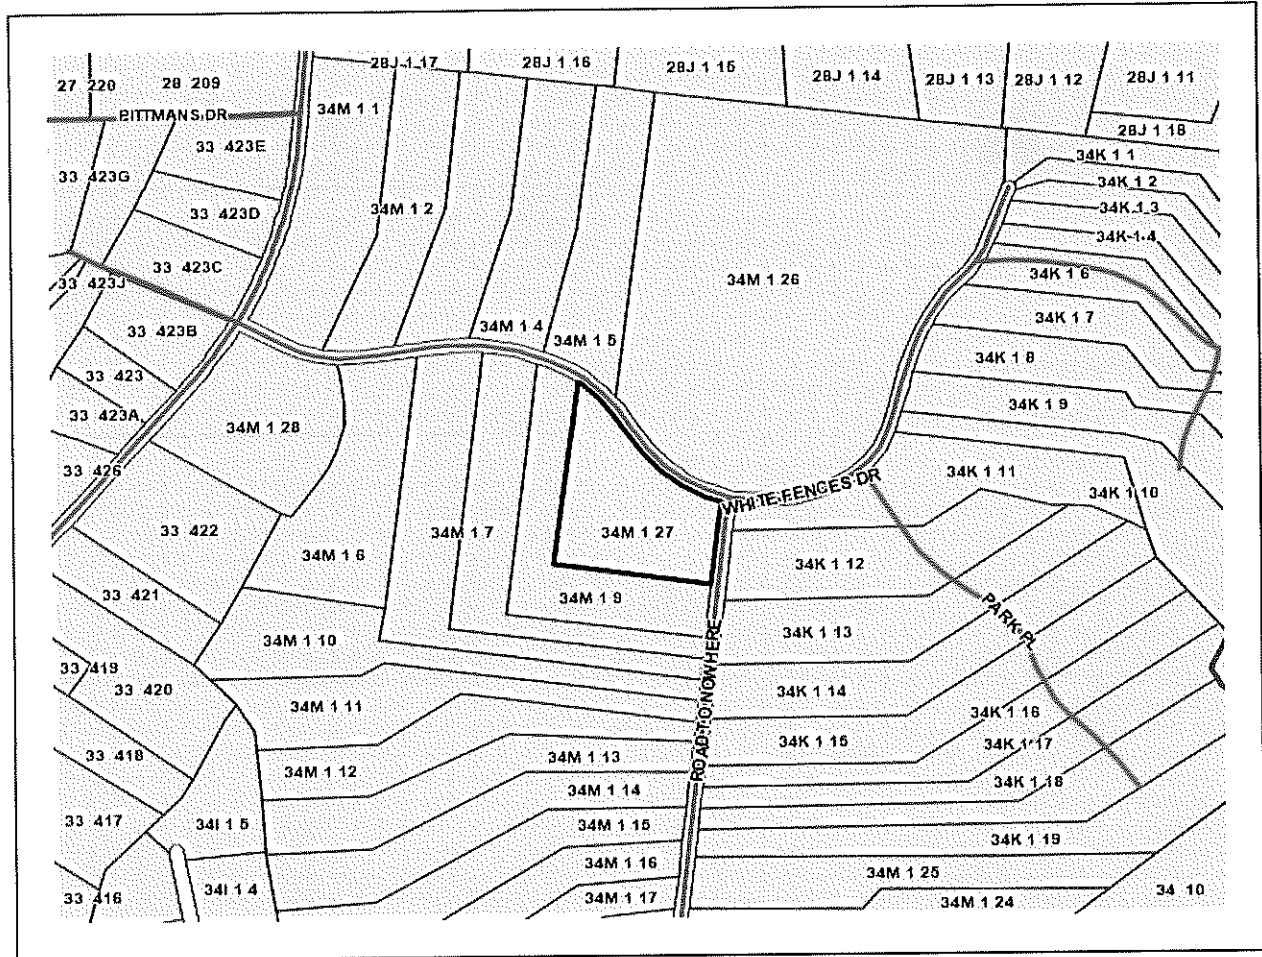 28J 1 17
28J 1 16
28J 1 15
28J 1 14
28J 1 13
28J 1 12
28J 1 11
27 220
28 209
34M 1 1
PITTMANS DR
28J 1 18
33 423E
34K 1 1
33 423G
34K 1 2
33 423D
34M 1 2
34K 1 3
34K 1 4
33 423C
34M 1 26
34K 1 6
33 423J
33 423B
34M 1 4
34M 1 5
34K 1 7
34K 1 8
33 423
34K 1 9
33 423A
34M 1 28
33 426
34K 1 11
WHITE FENCES DR
34K 1 10
33 422
34M 1 6
34M 1 7
34M 1 27
34K 1 12
33 421
34M 1 9
PARK PL
34M 1 10
34K 1 13
ROAD TO NOWHERE
33 419
33 420
34K 1 14
34M 1 11
34K 1 16
33 418
34M 1 12
34M 1 13
34K 1 15
34K 1 17
34M 1 14
34K 1 18
33 417
34I 1 5
34M 1 15
34K 1 19
34M 1 16
34M 1 25
33 416
34I 1 4
34M 1 17
34M 1 24
34 10